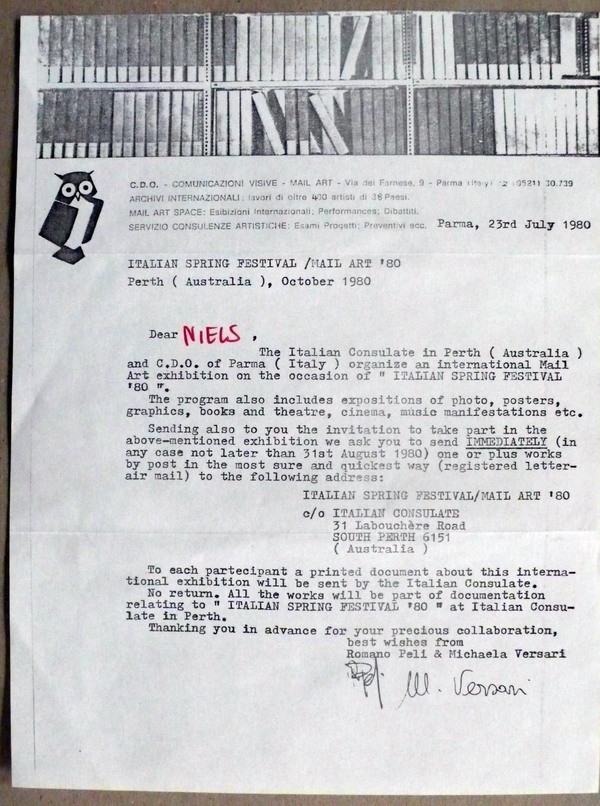 C.D.O. - COMUNICAZIONI VISIVE - MAIL ART - Via dei Farnese, 9 - Parma (Italy)
ARCHIVI INTERNAZIONALI: lavori di oltre 400 artisti di 36 Paesi.
MAIL ART SPACE: Esibizioni Internazionali; Performances; Dibattiti.
SERVIZIO CONSULENZE ARTISTICHE: Esami Progetti; Preventivi ecc. Parma, 23rd July 1980
ITALIAN SPRING FESTIVAL /MAIL ART '80
Perth ( Australia ), October 1980
Dear NIELS ,
The Italian Consulate in Perth ( Australia )
and C.D.O. of Parma ( Italy ) organize an international Mail
Art exhibition on the occasion of " ITALIAN SPRING FESTIVAL
'80 ".
The program also includes expositions of photo, posters,
graphics, books and theatre, cinema, music manifestations etc.
Sending also to you the invitation to take part in the
above-mentioned exhibition we ask you to send IMMEDIATELY (in
any case not later than 31st August 1980) one or plus works
by post in the most sure and quickest way (registered letter-
air mail) to the following address:
ITALIAN SPRING FESTIVAL/MAIL ART '80
c/o ITALIAN CONSULATE
31 Labouchère Road
SOUTH PERTH 6151
( Australia )
To each partecipant a printed document about this interna-
tional exhibition will be sent by the Italian Consulate.
No return. All the works will be part of documentation
relating to " ITALIAN SPRING FESTIVAL '80 " at Italian Consu-
late in Perth.
Thanking you in advance for your precious collaboration,
best wishes from
Romano Peli & Michaela Versari
M. Versari